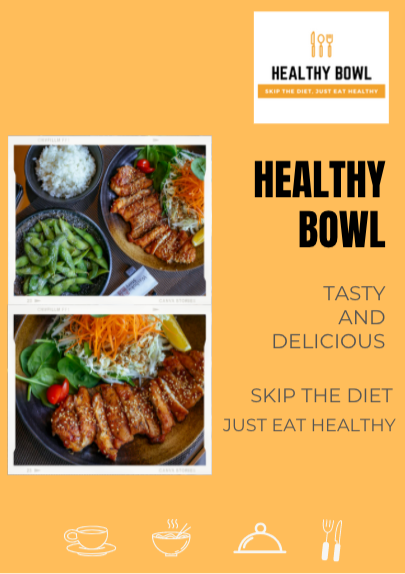 HEALTHY BOWL
SKIP THE DIET, JUST EAT HEALTHY
HEALTHY
BOWL
TASTY
AND
DELICIOUS
SKIP THE DIET
JUST EAT HEALTHY